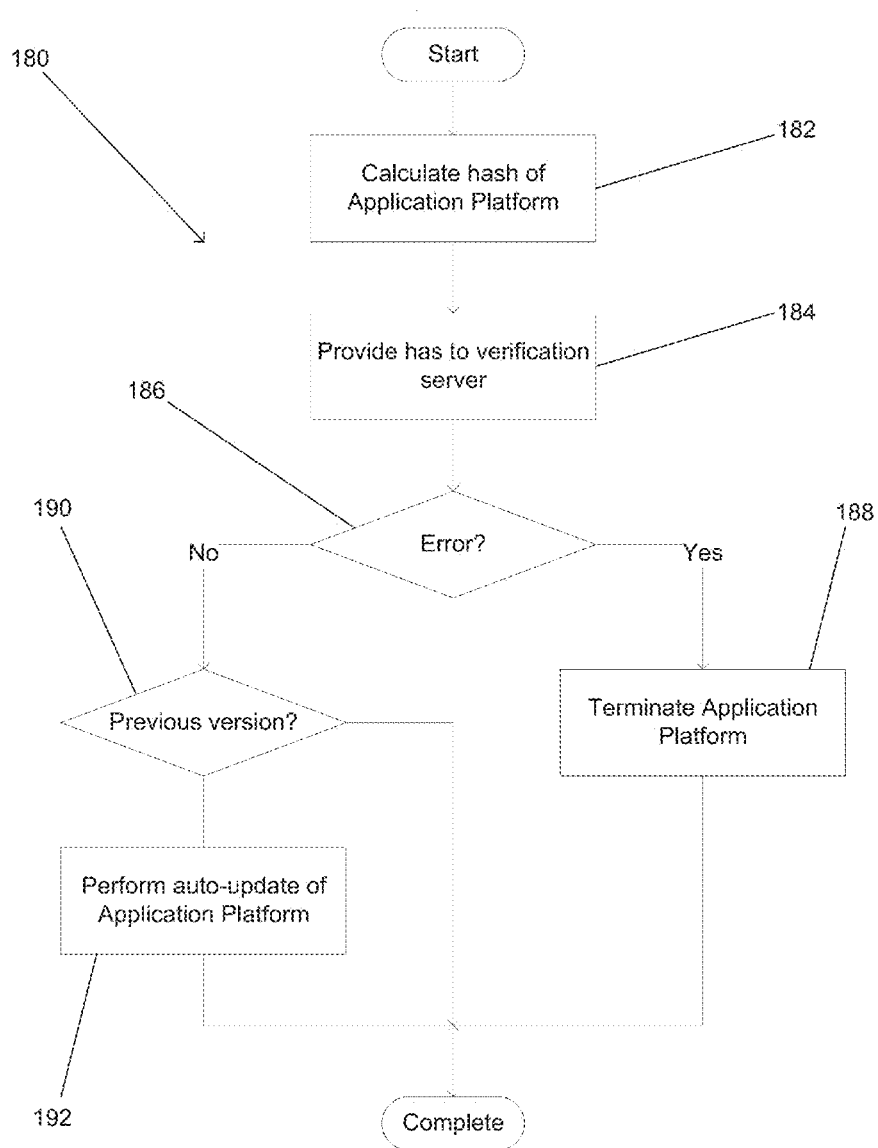 Start
180
182
Calculate hash of
Application Platform
184
Provide has to verification
server
186
190
188
Error?
No
Yes
Previous version?
Terminate Application
Platform
Perform auto-update of
Application Platform
192
Complete